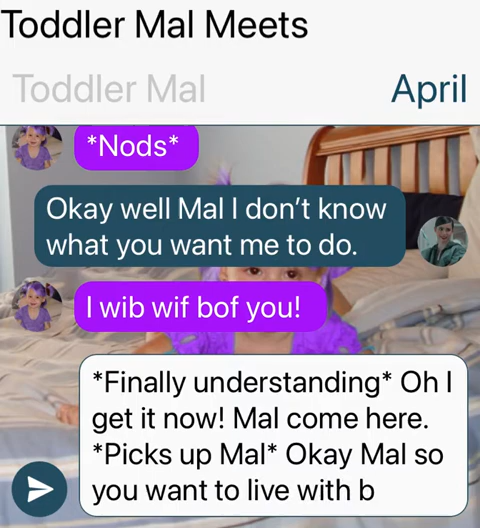 Toddler Mal Meets
Toddler Mal
April
*Nods*
Okay well Mal I don't know
what you want me to do.
I wib wif bof you!
*Finally understanding* Oh I
get it now! Mal come here.
*Picks up Mal* Okay Mal so
you want to live with b